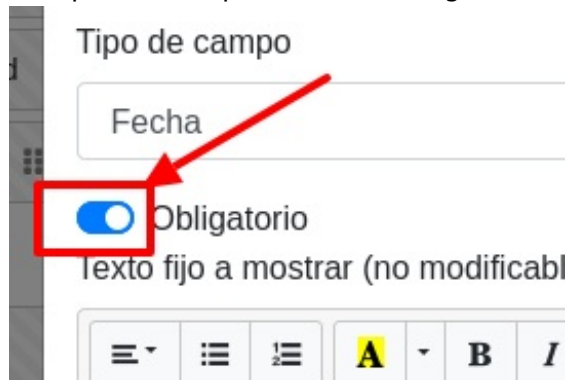 Tipo de campo
Fecha
Obligatorio
Texto fijo a mostrar (no modificabl
A B I